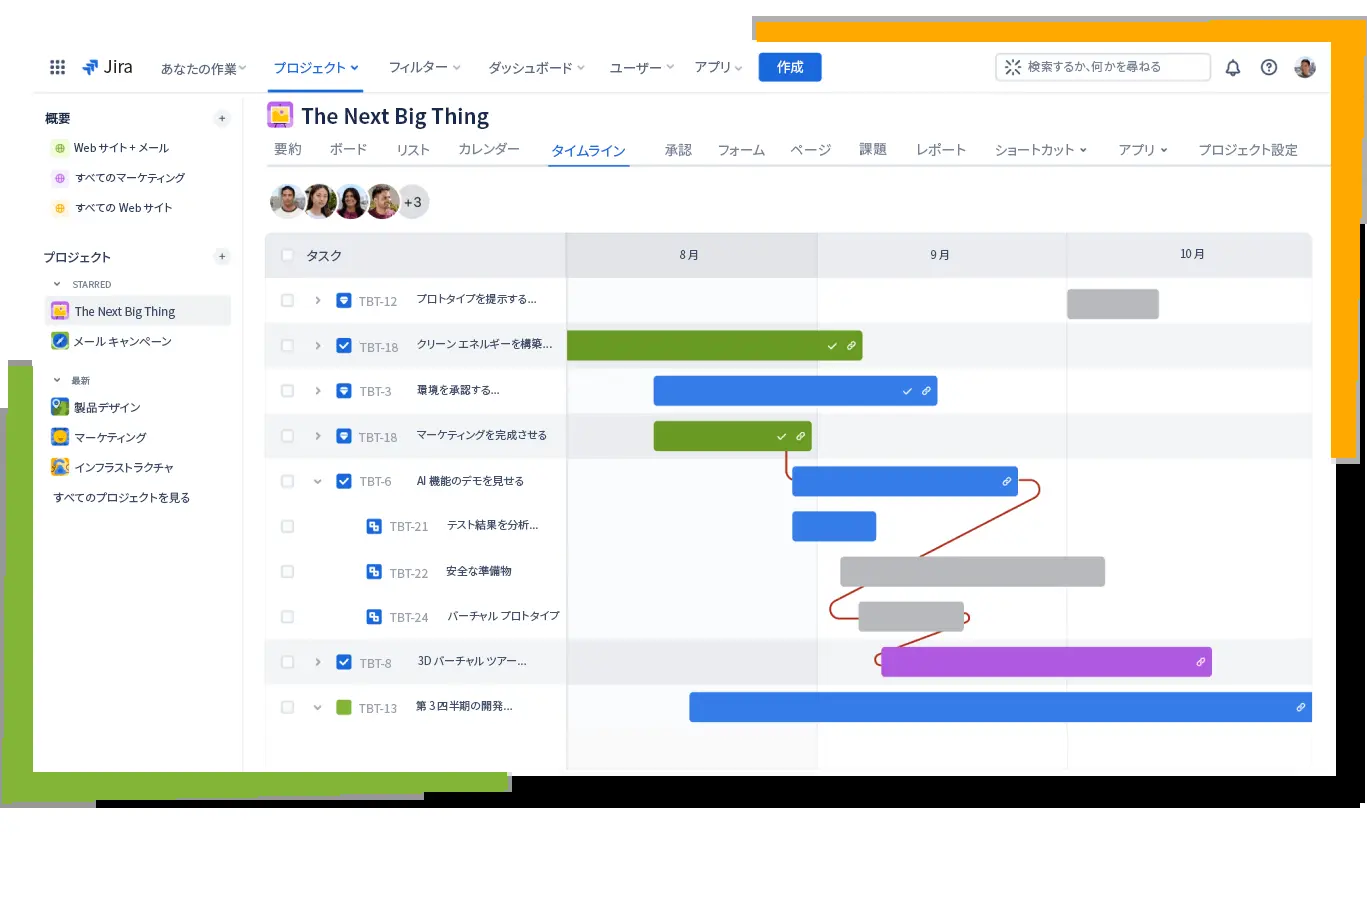 Jira あなたの作業 プロジェクト フィルター ダッシュボード ユーザー アプリ 作成 検索するか、何かを尋ねる
概要 +
Web サイト + メール
すべてのマーケティング
すべての Web サイト
プロジェクト +
STARRED
The Next Big Thing
メール キャンペーン
最新
製品デザイン
マーケティング
インフラストラクチャ
すべてのプロジェクトを見る
The Next Big Thing
要約 ボード リスト カレンダー タイムライン 承認 フォーム ページ 課題 レポート ショートカット アプリ プロジェクト設定
+3
タスク 8 月 9 月 10 月
TBT-12 プロトタイプを提示する...
TBT-18 クリーン エネルギーを構築...
TBT-3 環境を承認する...
TBT-18 マーケティングを完成させる
TBT-6 AI 機能のデモを見せる
TBT-21 テスト結果を分析...
TBT-22 安全な準備物
TBT-24 バーチャル プロトタイプ
TBT-8 3D バーチャル ツアー...
TBT-13 第 3 四半期の開発...